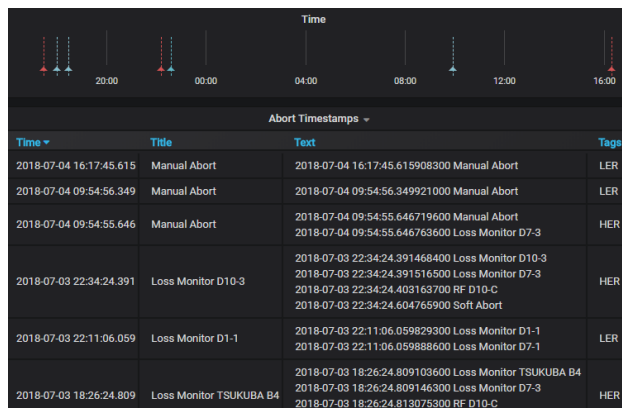 Time
20:00 00:00 04:00 08:00 12:00 16:00
Abort Timestamps
Time Title Text Tags
2018-07-04 16:17:45.615 Manual Abort 2018-07-04 16:17:45.615908300 Manual Abort LER
2018-07-04 09:54:56.349 Manual Abort 2018-07-04 09:54:56.349921000 Manual Abort LER
2018-07-04 09:54:55.646 Manual Abort 2018-07-04 09:54:55.646719600 Manual Abort HER
2018-07-04 09:54:55.646763600 Loss Monitor D7-3
2018-07-03 22:34:24.391 Loss Monitor D10-3 2018-07-03 22:34:24.391468400 Loss Monitor D10-3 HER
2018-07-03 22:34:24.391516500 Loss Monitor D7-3
2018-07-03 22:34:24.403163700 RF D10-C
2018-07-03 22:34:24.604765900 Soft Abort
2018-07-03 22:11:06.059 Loss Monitor D1-1 2018-07-03 22:11:06.059829300 Loss Monitor D1-1 LER
2018-07-03 22:11:06.059888600 Loss Monitor D7-1
2018-07-03 18:26:24.809 Loss Monitor TSUKUBA B4 2018-07-03 18:26:24.809103600 Loss Monitor TSUKUBA B4 HER
2018-07-03 18:26:24.809146300 Loss Monitor D7-3
2018-07-03 18:26:24.813075300 RF D10-C